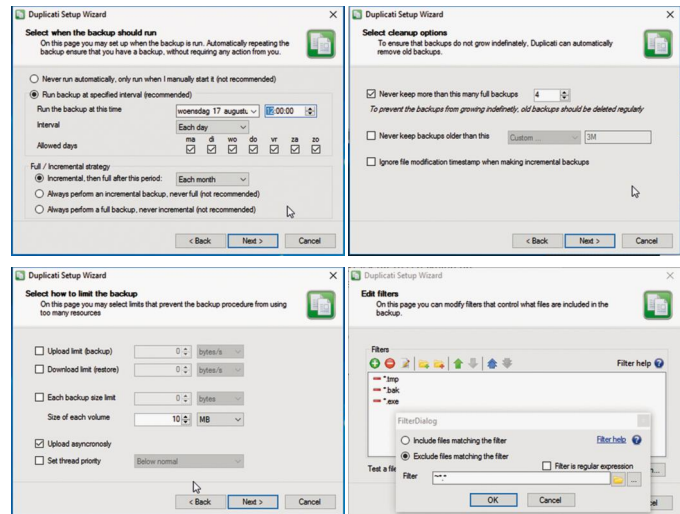 Duplicati Setup Wizard
Select when the backup should run
On this page you may set up when the backup is run. Automatically repeating the
backup ensure that you have a backup, without requiring any action from you.
Never run automatically, only run when I manually start it (not recommended)
Run backup at specified interval (recommended)
Run the backup at this time
woensdag 17 augustu
:00:00
Interval
Each day
ma di wo do vr za zo
Allowed days
Full / Incremental strategy
Incremental, then full after this period:
Each month
Always perform an incremental backup, never full (not recommended)
Always perform a full backup, never incremental (not recommended)
< Back
Next >
Cancel
Duplicati Setup Wizard
Select cleanup options
To ensure that backups do not grow indefinately, Duplicati can automatically
remove old backups.
Never keep more than this many full backups
4
To prevent the backups from growing indefinetly, old backups should be deleted regularly
Never keep backups older than this
Custom ...
3M
Ignore file modification timestamp when making incremental backups
< Back
Next >
Cancel
Duplicati Setup Wizard
Select how to limit the backup
On this page you may select limits that prevent the backup procedure from using
too many resources
Upload limit (backup)
0
bytes/s
Download limit (restore)
0
bytes/s
Each backup size limit
0
bytes
Size of each volume
10
MB
Upload asyncronosly
Set thread priority
Below normal
< Back
Next >
Cancel
Duplicati Setup Wizard
Edit filters
On this page you can modify filters that control what files are included in the
backup.
Filters
Filter help
*.tmp
*.bak
*.exe
FilterDialog
Include files matching the filter
Filter help
Exclude files matching the filter
Filter is regular expression
Test a file
Filter
OK
Cancel